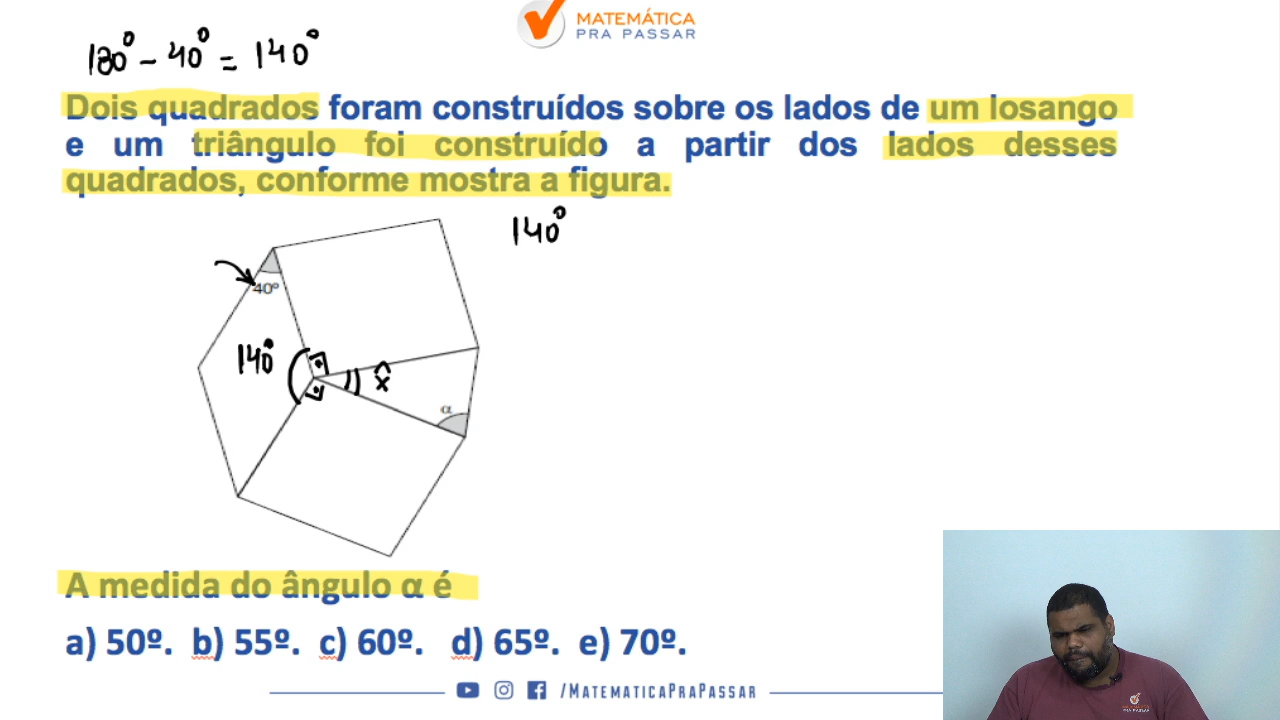 MATEMÁTICA
PRA PASSAR
180° - 40° = 140°
Dois quadrados foram construídos sobre os lados de um losango
e um triângulo foi construído a partir dos lados desses
quadrados, conforme mostra a figura.
140°
40º
140°
x̂
α
A medida do ângulo α é
a) 50º. b) 55º. c) 60º. d) 65º. e) 70º.
/MatematicaPraPassar